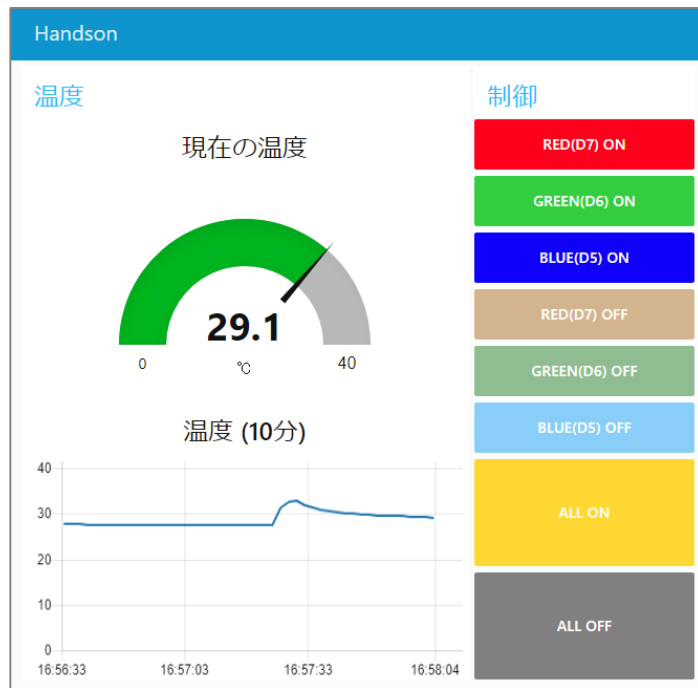 Handson
温度
現在の温度
29.1
0
℃
40
温度 (10分)
40
30
20
10
0
16:56:33
16:57:03
16:57:33
16:58:04
制御
RED(D7) ON
GREEN(D6) ON
BLUE(D5) ON
RED(D7) OFF
GREEN(D6) OFF
BLUE(D5) OFF
ALL ON
ALL OFF